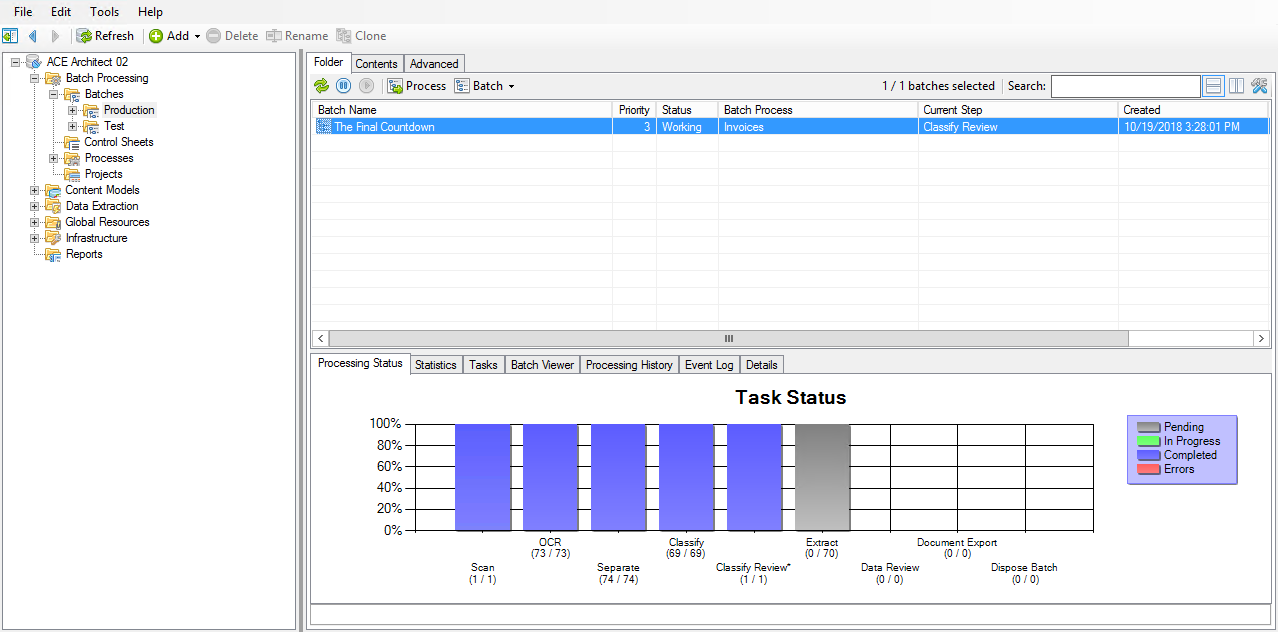 File Edit Tools Help
Refresh Add Delete Rename Clone
ACE Architect 02
Batch Processing
Batches
Production
Test
Control Sheets
Processes
Projects
Content Models
Data Extraction
Global Resources
Infrastructure
Reports
Folder Contents Advanced
Process Batch 1 / 1 batches selected Search:
Batch Name Priority Status Batch Process Current Step Created
The Final Countdown 3 Working Invoices Classify Review 10/19/2018 3:28:01 PM
Processing Status Statistics Tasks Batch Viewer Processing History Event Log Details
Task Status
100%
80%
60%
40%
20%
0%
Pending
In Progress
Completed
Errors
OCR Classify Extract Document Export
(73 / 73) (69 / 69) (0 / 70) (0 / 0)
Scan Separate Classify Review* Data Review Dispose Batch
(1 / 1) (74 / 74) (1 / 1) (0 / 0) (0 / 0)